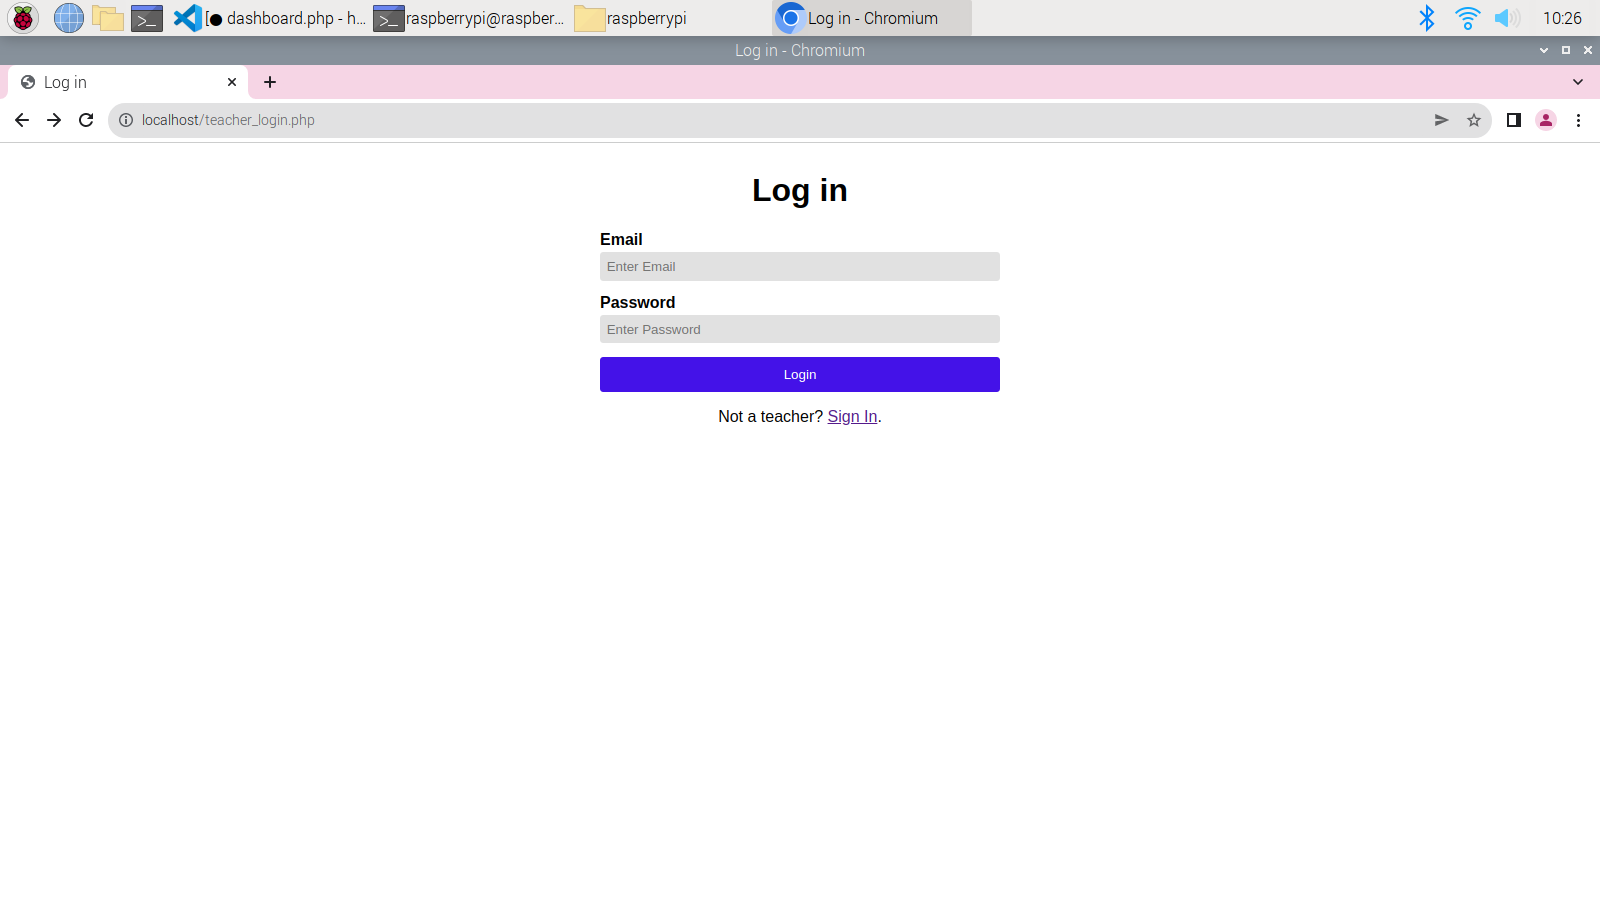 [● dashboard.php - h... raspberrypi@raspber... raspberrypi Log in - Chromium 10:26
Log in - Chromium
Log in
localhost/teacher_login.php
Log in
Email
Enter Email
Password
Enter Password
Login
Not a teacher? Sign In.